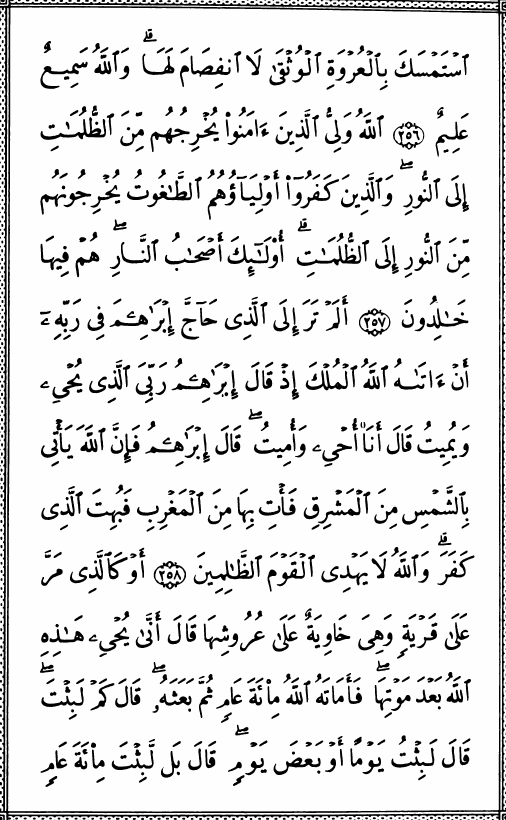 ٱسْتَمْسَكَ بِٱلْعُرْوَةِ ٱلْوُثْقَىٰ لَا ٱنفِصَامَ لَهَا ۗ وَٱللَّهُ سَمِيعٌ
عَلِيمٌ ٢٥٦ ٱللَّهُ وَلِىُّ ٱلَّذِينَ ءَامَنُوا۟ يُخْرِجُهُم مِّنَ ٱلظُّلُمَـٰتِ
إِلَى ٱلنُّورِ ۖ وَٱلَّذِينَ كَفَرُوٓا۟ أَوْلِيَآؤُهُمُ ٱلطَّـٰغُوتُ يُخْرِجُونَهُم
مِّنَ ٱلنُّورِ إِلَى ٱلظُّلُمَـٰتِ ۗ أُو۟لَـٰٓئِكَ أَصْحَـٰبُ ٱلنَّارِ ۖ هُمْ فِيهَا
خَـٰلِدُونَ ٢٥٧ أَلَمْ تَرَ إِلَى ٱلَّذِى حَآجَّ إِبْرَٰهِـۧمَ فِى رَبِّهِۦٓ
أَنْ ءَاتَىٰهُ ٱللَّهُ ٱلْمُلْكَ إِذْ قَالَ إِبْرَٰهِـۧمُ رَبِّىَ ٱلَّذِى يُحْىِۦ
وَيُمِيتُ قَالَ أَنَا۠ أُحْىِۦ وَأُمِيتُ ۖ قَالَ إِبْرَٰهِـۧمُ فَإِنَّ ٱللَّهَ يَأْتِى
بِٱلشَّمْسِ مِنَ ٱلْمَشْرِقِ فَأْتِ بِهَا مِنَ ٱلْمَغْرِبِ فَبُهِتَ ٱلَّذِى
كَفَرَ ۗ وَٱللَّهُ لَا يَهْدِى ٱلْقَوْمَ ٱلظَّـٰلِمِينَ ٢٥٨ أَوْ كَٱلَّذِى مَرَّ
عَلَىٰ قَرْيَةٍ وَهِىَ خَاوِيَةٌ عَلَىٰ عُرُوشِهَا قَالَ أَنَّىٰ يُحْىِۦ هَـٰذِهِ
ٱللَّهُ بَعْدَ مَوْتِهَا ۖ فَأَمَاتَهُ ٱللَّهُ مِا۟ئَةَ عَامٍ ثُمَّ بَعَثَهُۥ ۖ قَالَ كَمْ لَبِثْتَ ۖ
قَالَ لَبِثْتُ يَوْمًا أَوْ بَعْضَ يَوْمٍ ۖ قَالَ بَل لَّبِثْتَ مِا۟ئَةَ عَامٍ